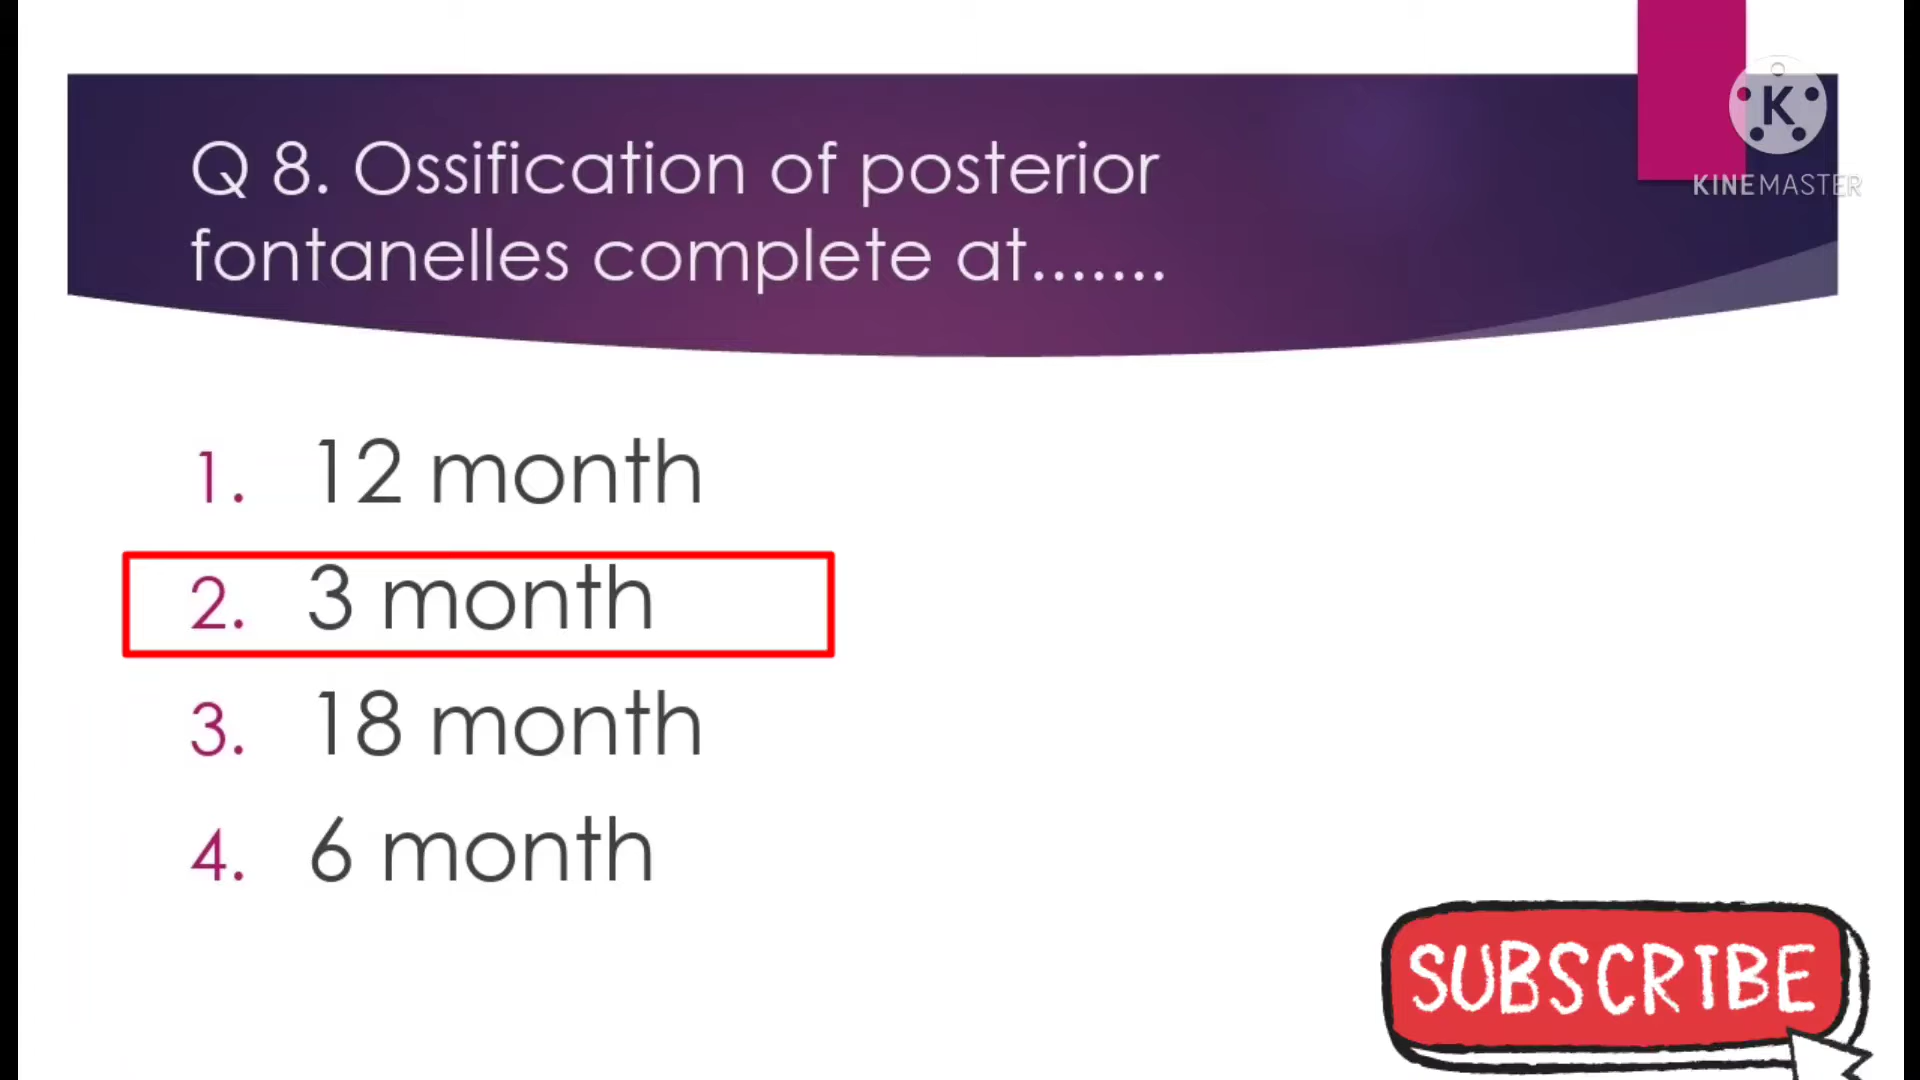 Q 8. Ossification of posterior
fontanelles complete at.......
K
KINEMASTER
1. 12 month
2. 3 month
3. 18 month
4. 6 month
SUBSCRIBE